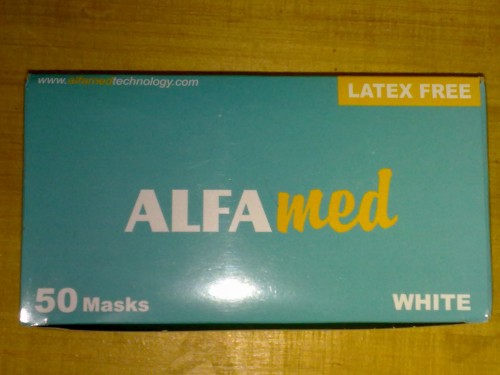 www.alfamedtechnology.com
LATEX FREE
ALFAmed
50 Masks
WHITE